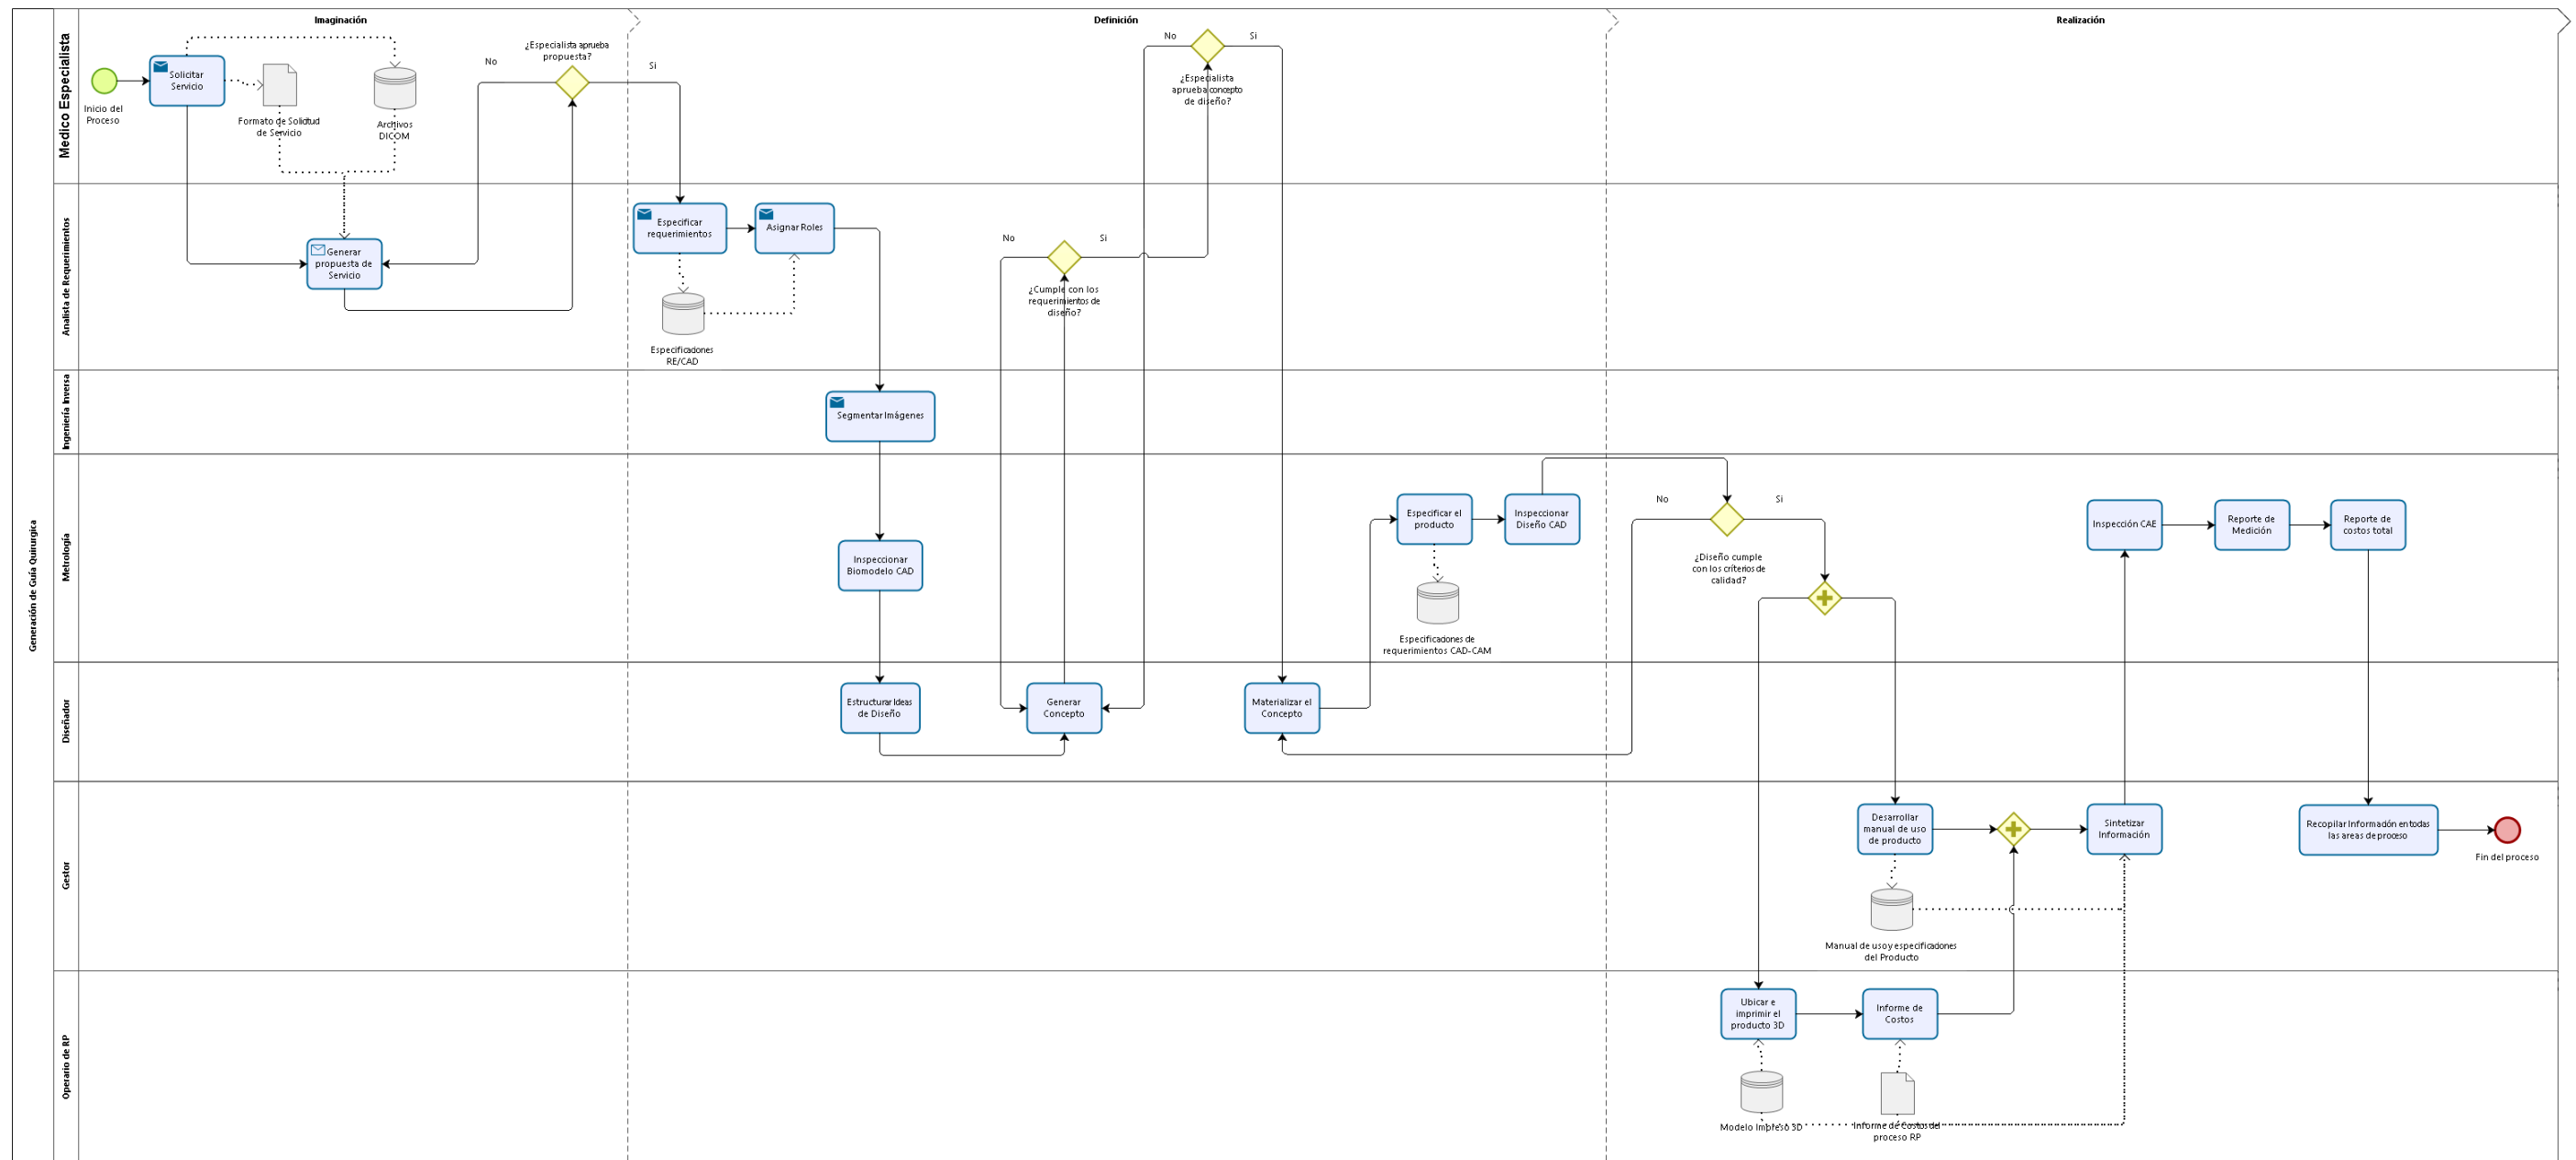 Imaginación
Definición
Realización
Generación de Guía Quirurgica
Medico Especialista
Inicio del
Proceso
Solicitar
Servicio
Formato de Solicitud
de Servicio
Archivos
DICOM
¿Especialista aprueba
propuesta?
No
Si
No
Si
¿Especialista
aprueba concepto
de diseño?
Analista de Requerimientos
Generar
propuesta de
Servicio
Especificar
requerimientos
Asignar Roles
Especificaciones
RE/CAD
No
Si
¿Cumple con los
requerimientos de
diseño?
Ingeniería Inversa
Segmentar Imágenes
Metrología
Inspeccionar
Biomodelo CAD
Especificar el
producto
Inspeccionar
Diseño CAD
Especificaciones de
requerimientos CAD-CAM
No
Si
¿Diseño cumple
con los críterios de
calidad?
Inspección CAE
Reporte de
Medición
Reporte de
costos total
Diseñador
Estructurar Ideas
de Diseño
Generar
Concepto
Materializar el
Concepto
Gestor
Desarrollar
manual de uso
de producto
Sintetizar
Información
Recopilar Información en todas
las areas de proceso
Fin del proceso
Manual de uso y especificaciones
del Producto
Operario de RP
Ubicar e
imprimir el
producto 3D
Informe de
Costos
Modelo Impreso 3D
Informe de Costos del
proceso RP